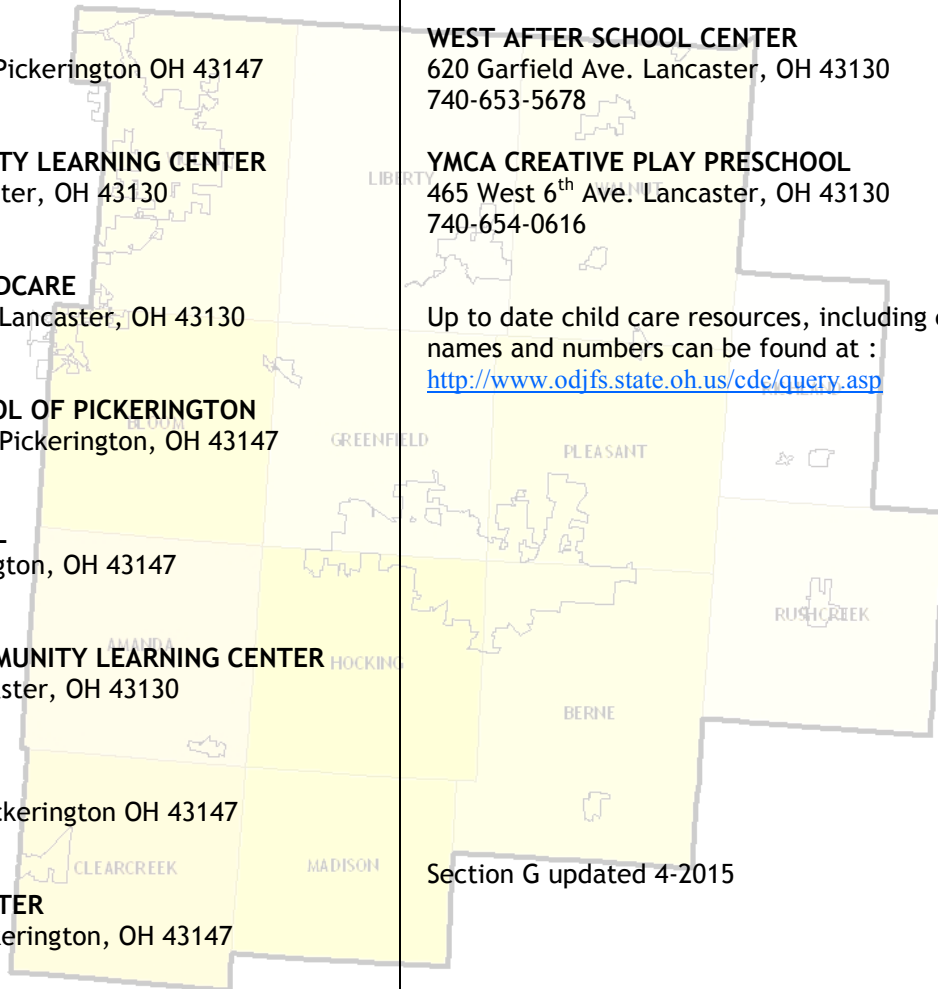 Pickerington OH 43147
TY LEARNING CENTER
ter, OH 43130
DCARE
Lancaster, OH 43130
OL OF PICKERINGTON
Pickerington, OH 43147
gton, OH 43147
MUNITY LEARNING CENTER
ster, OH 43130
ckerington OH 43147
TER
erington, OH 43147
WEST AFTER SCHOOL CENTER
620 Garfield Ave. Lancaster, OH 43130
740-653-5678
YMCA CREATIVE PLAY PRESCHOOL
465 West 6th Ave. Lancaster, OH 43130
740-654-0616
Up to date child care resources, including
names and numbers can be found at :
http://www.odjfs.state.oh.us/cdc/query.asp
Section G updated 4-2015
LIBERTY
WALNUT
BLOOM
GREENFIELD
PLEASANT
AMANDA
HOCKING
RUSHCREEK
BERNE
CLEARCREEK
MADISON